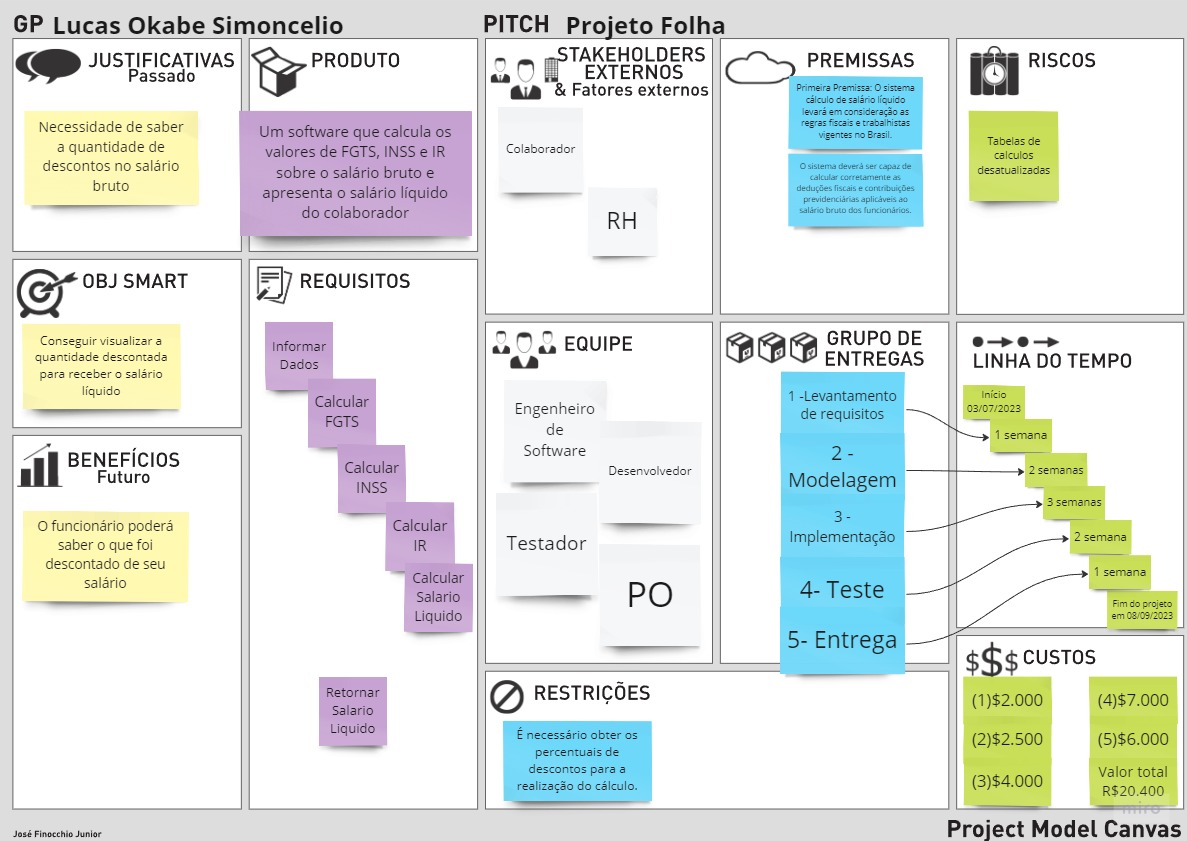 GP Lucas Okabe Simoncelio
PITCH Projeto Folha
JUSTIFICATIVAS
Passado
Necessidade de saber
a quantidade de
descontos no salário
bruto
PRODUTO
Um software que calcula os
valores de FGTS, INSS e IR
sobre o salário bruto e
apresenta o salário líquido
do colaborador
STAKEHOLDERS
EXTERNOS
& Fatores externos
Colaborador
RH
PREMISSAS
Primeira Premissa: O sistema
cálculo de salário líquido
levará em consideração as
regras fiscais e trabalhistas
vigentes no Brasil.
O sistema deverá ser capaz de
calcular corretamente as
deduções fiscais e contribuições
previdenciárias aplicáveis ao
salário bruto dos funcionários.
RISCOS
Tabelas de
calculos
desatualizadas
OBJ SMART
Conseguir visualizar a
quantidade descontada
para receber o salário
líquido
BENEFÍCIOS
Futuro
O funcionário poderá
saber o que foi
descontado de seu
salário
REQUISITOS
Informar
Dados
Calcular
FGTS
Calcular
INSS
Calcular
IR
Calcular
Salario
Liquido
Retornar
Salario
Liquido
EQUIPE
Engenheiro
de
Software
Desenvolvedor
Testador
PO
GRUPO DE
ENTREGAS
1 -Levantamento
de requisitos
2 -
Modelagem
3 -
Implementação
4- Teste
5- Entrega
LINHA DO TEMPO
Início
03/07/2023
1 semana
2 semanas
3 semanas
2 semana
1 semana
Fim do projeto
em 08/09/2023
RESTRIÇÕES
É necessário obter os
percentuais de
descontos para a
realização do cálculo.
$$$ CUSTOS
(1)$2.000
(2)$2.500
(3)$4.000
(4)$7.000
(5)$6.000
Valor total
R$20.400
miro
José Finocchio Junior
Project Model Canvas